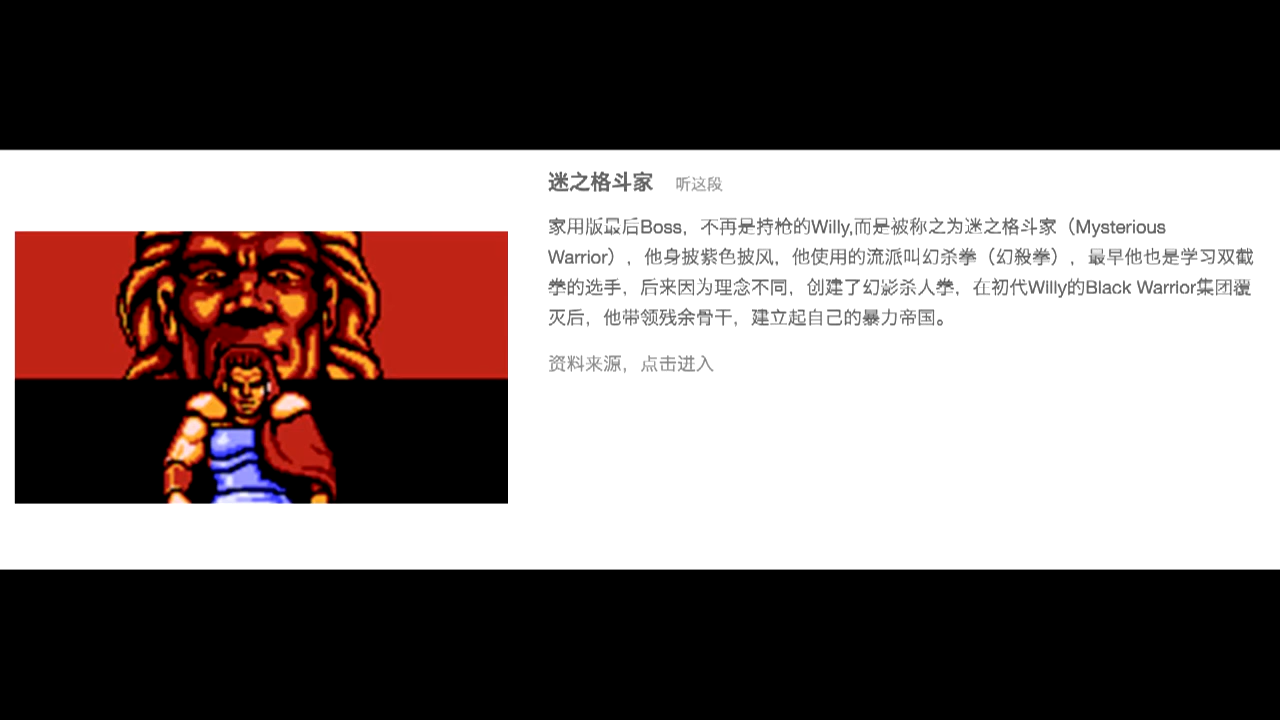 迷之格斗家 听这段
家用版最后Boss，不再是持枪的Willy,而是被称之为迷之格斗家（Mysterious
Warrior），他身披紫色披风，他使用的流派叫幻杀拳（幻殺拳），最早他也是学习双截
拳的选手，后来因为理念不同，创建了幻影杀人拳，在初代Willy的Black Warrior集团覆
灭后，他带领残余骨干，建立起自己的暴力帝国。
资料来源，点击进入